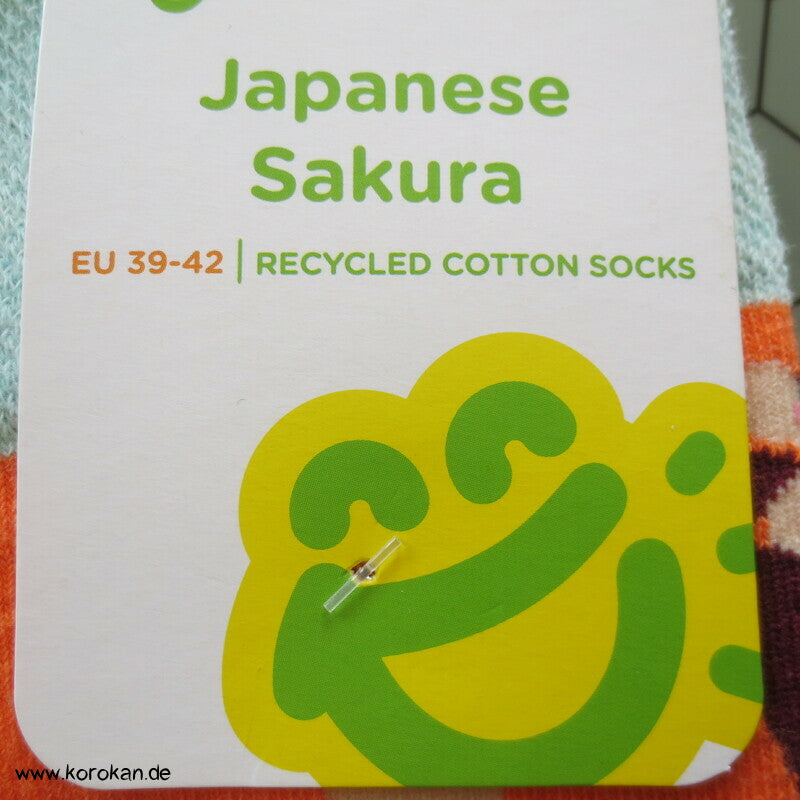 Japanese
Sakura
EU 39-42 | RECYCLED COTTON SOCKS
www.korokan.de